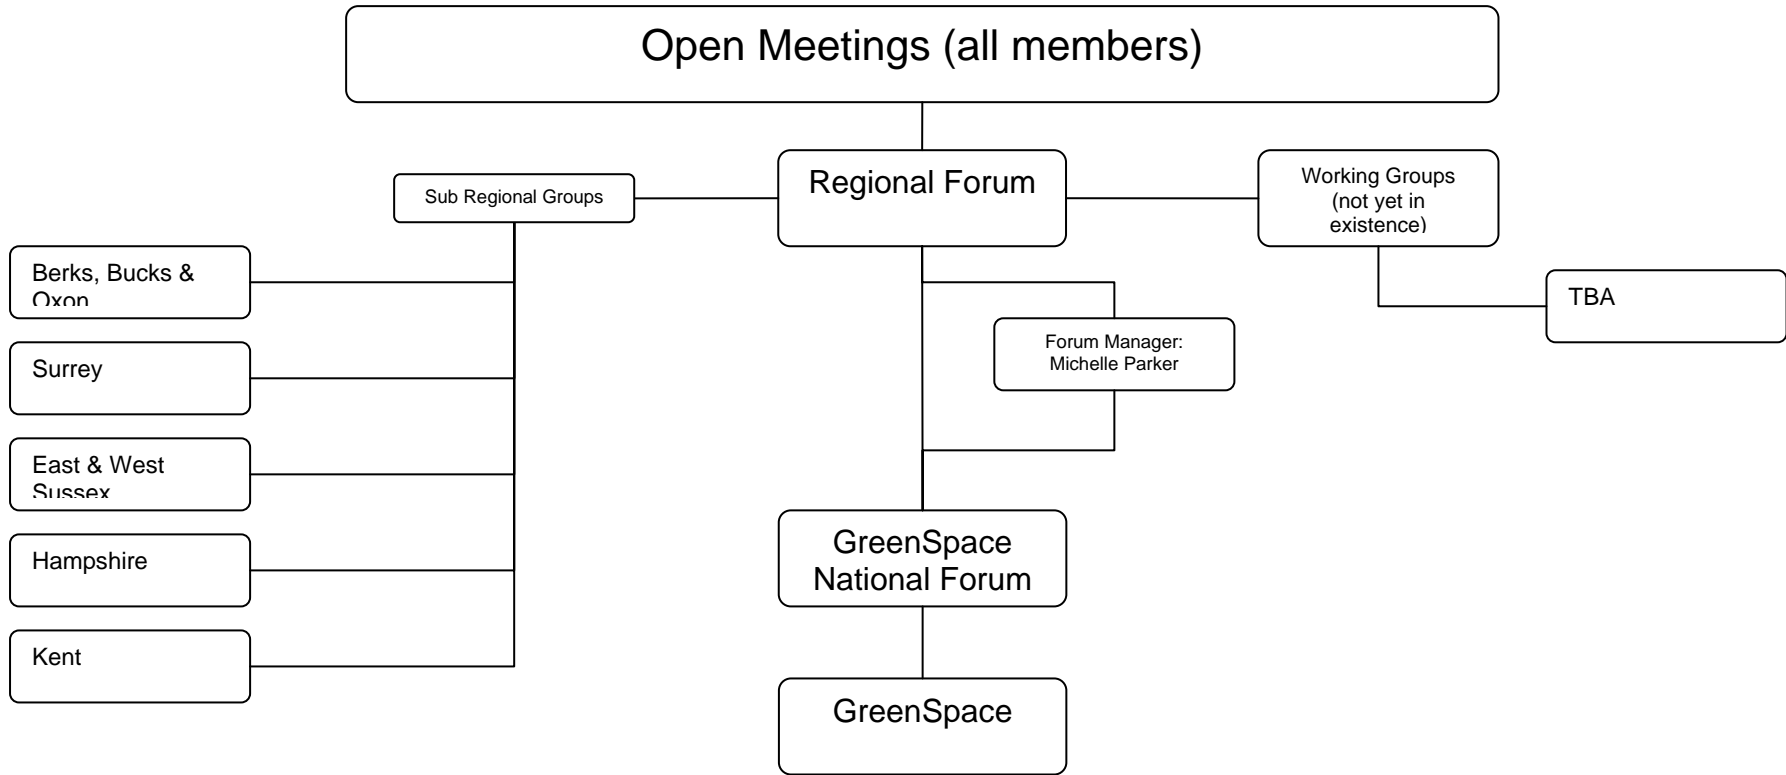 Open Meetings (all members)
Regional Forum
Working Groups
(not yet in
existence)
Sub Regional Groups
Berks, Bucks &
Oxon
TBA
Forum Manager:
Michelle Parker
Surrey
East & West
Sussex
GreenSpace
National Forum
Hampshire
Kent
GreenSpace